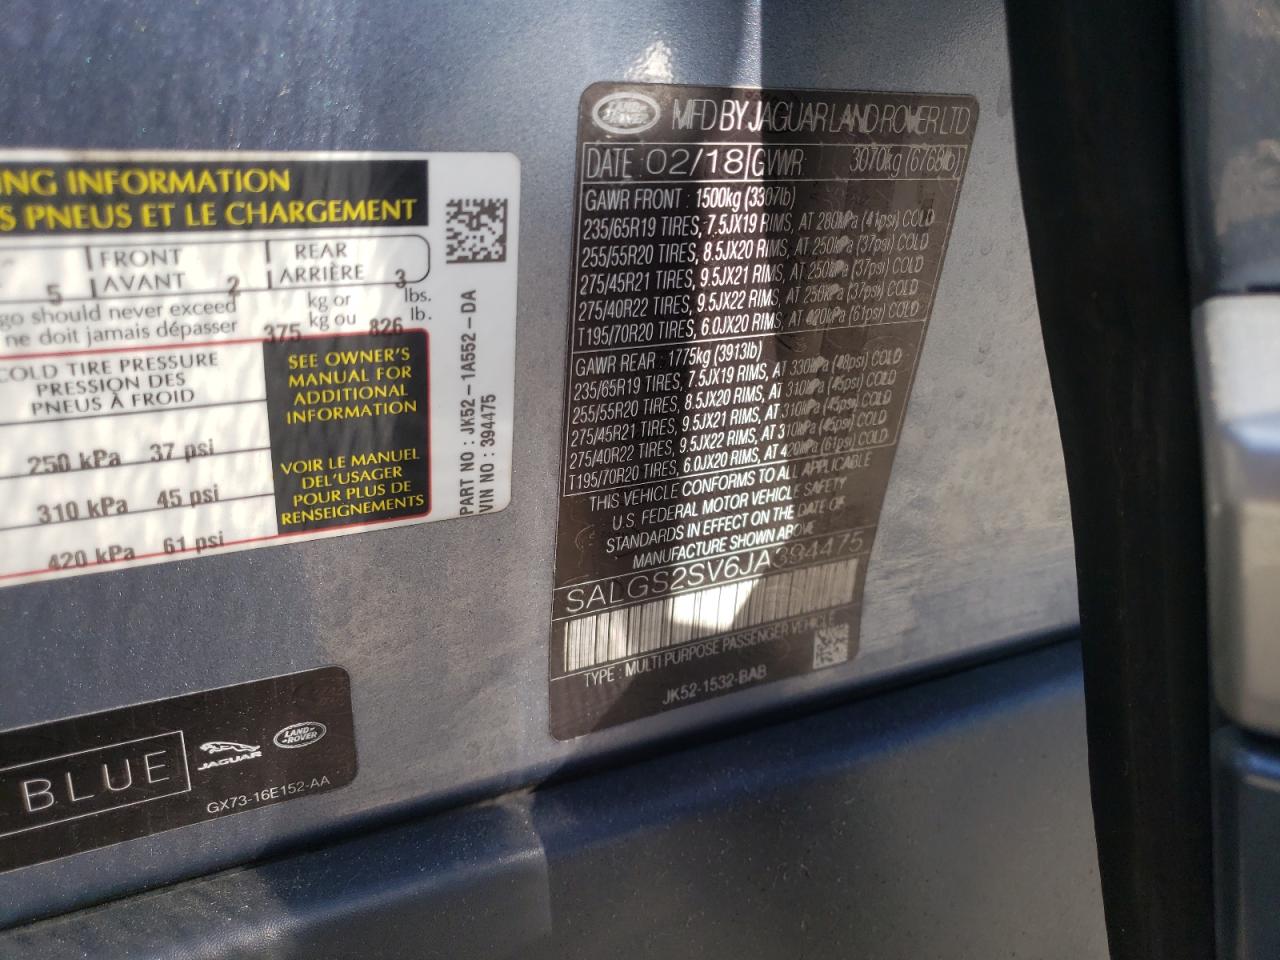 NG INFORMATION
S PNEUS ET LE CHARGEMENT
5 FRONT AVANT 2 REAR ARRIÈRE 3
go should never exceed kg or lbs.
ne doit jamais dépasser 375 kg ou 826 lb.
COLD TIRE PRESSURE
PRESSION DES
PNEUS À FROID
250 kPa 37 psi
310 kPa 45 psi
420 kPa 61 psi
SEE OWNER'S
MANUAL FOR
ADDITIONAL
INFORMATION
VOIR LE MANUEL
DEL'USAGER
POUR PLUS DE
RENSEIGNEMENTS
PART NO : JK52-1A552-DA
VIN NO : 394475
BLUE
JAGUAR
LAND-
ROVER
GX73-16E152-AA
LAND-
ROVER
MFD BY JAGUAR LAND ROVER LTD
DATE: 02/18 GVWR: 3070kg (6768lb)
GAWR FRONT : 1500kg (3307lb)
235/65R19 TIRES, 7.5JX19 RIMS, AT 280kPa (41psi) COLD
255/55R20 TIRES, 8.5JX20 RIMS, AT 250kPa (37psi) COLD
275/45R21 TIRES, 9.5JX21 RIMS, AT 250kPa (37psi) COLD
275/40R22 TIRES, 9.5JX22 RIMS, AT 250kPa (37psi) COLD
T195/70R20 TIRES, 6.0JX20 RIMS, AT 420kPa (61psi) COLD
GAWR REAR : 1775kg (3913lb)
235/65R19 TIRES, 7.5JX19 RIMS, AT 330kPa (48psi) COLD
255/55R20 TIRES, 8.5JX20 RIMS, AT 310kPa (45psi) COLD
275/45R21 TIRES, 9.5JX21 RIMS, AT 310kPa (45psi) COLD
275/40R22 TIRES, 9.5JX22 RIMS, AT 310kPa (45psi) COLD
T195/70R20 TIRES, 6.0JX20 RIMS, AT 420kPa (61psi) COLD
THIS VEHICLE CONFORMS TO ALL APPLICABLE
U.S. FEDERAL MOTOR VEHICLE SAFETY
STANDARDS IN EFFECT ON THE DATE OF
MANUFACTURE SHOWN ABOVE
SALGS2SV6JA394475
TYPE : MULTI PURPOSE PASSENGER VEHICLE
JK52-1532-BAB